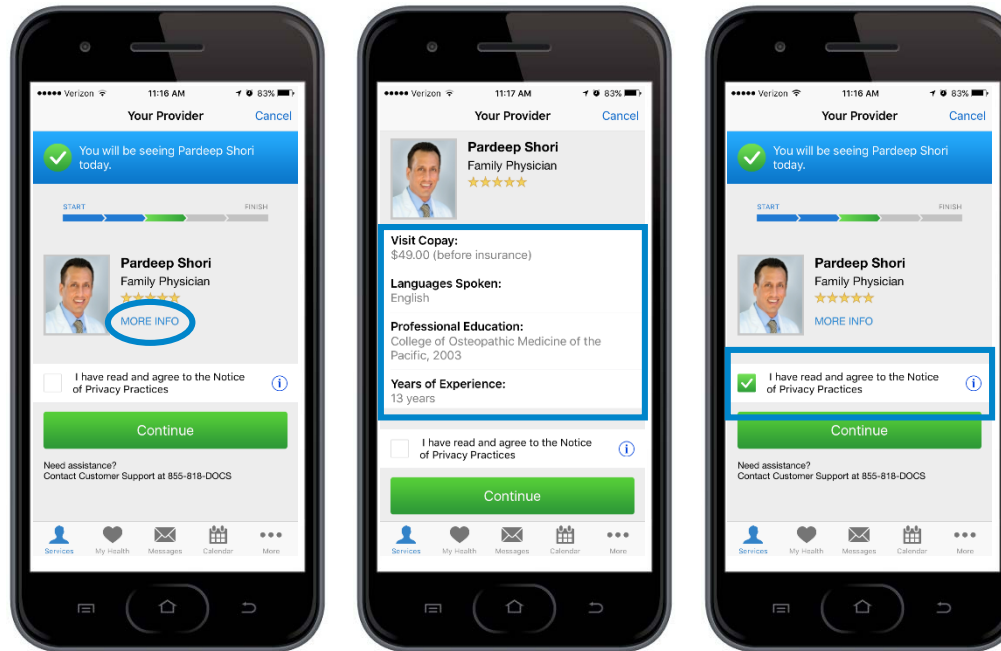 Verizon 11:16 AM 83%
Your Provider Cancel
You will be seeing Pardeep Shori
today.
START FINISH
Pardeep Shori
Family Physician
MORE INFO
I have read and agree to the Notice
of Privacy Practices
Continue
Need assistance?
Contact Customer Support at 855-818-DOCS
Services My Health Messages Calendar More
Verizon 11:17 AM 83%
Your Provider Cancel
Pardeep Shori
Family Physician
Visit Copay:
$49.00 (before insurance)
Languages Spoken:
English
Professional Education:
College of Osteopathic Medicine of the
Pacific, 2003
Years of Experience:
13 years
I have read and agree to the Notice
of Privacy Practices
Continue
Services My Health Messages Calendar More
Verizon 11:16 AM 83%
Your Provider Cancel
You will be seeing Pardeep Shori
today.
START FINISH
Pardeep Shori
Family Physician
MORE INFO
I have read and agree to the Notice
of Privacy Practices
Continue
Need assistance?
Contact Customer Support at 855-818-DOCS
Services My Health Messages Calendar More